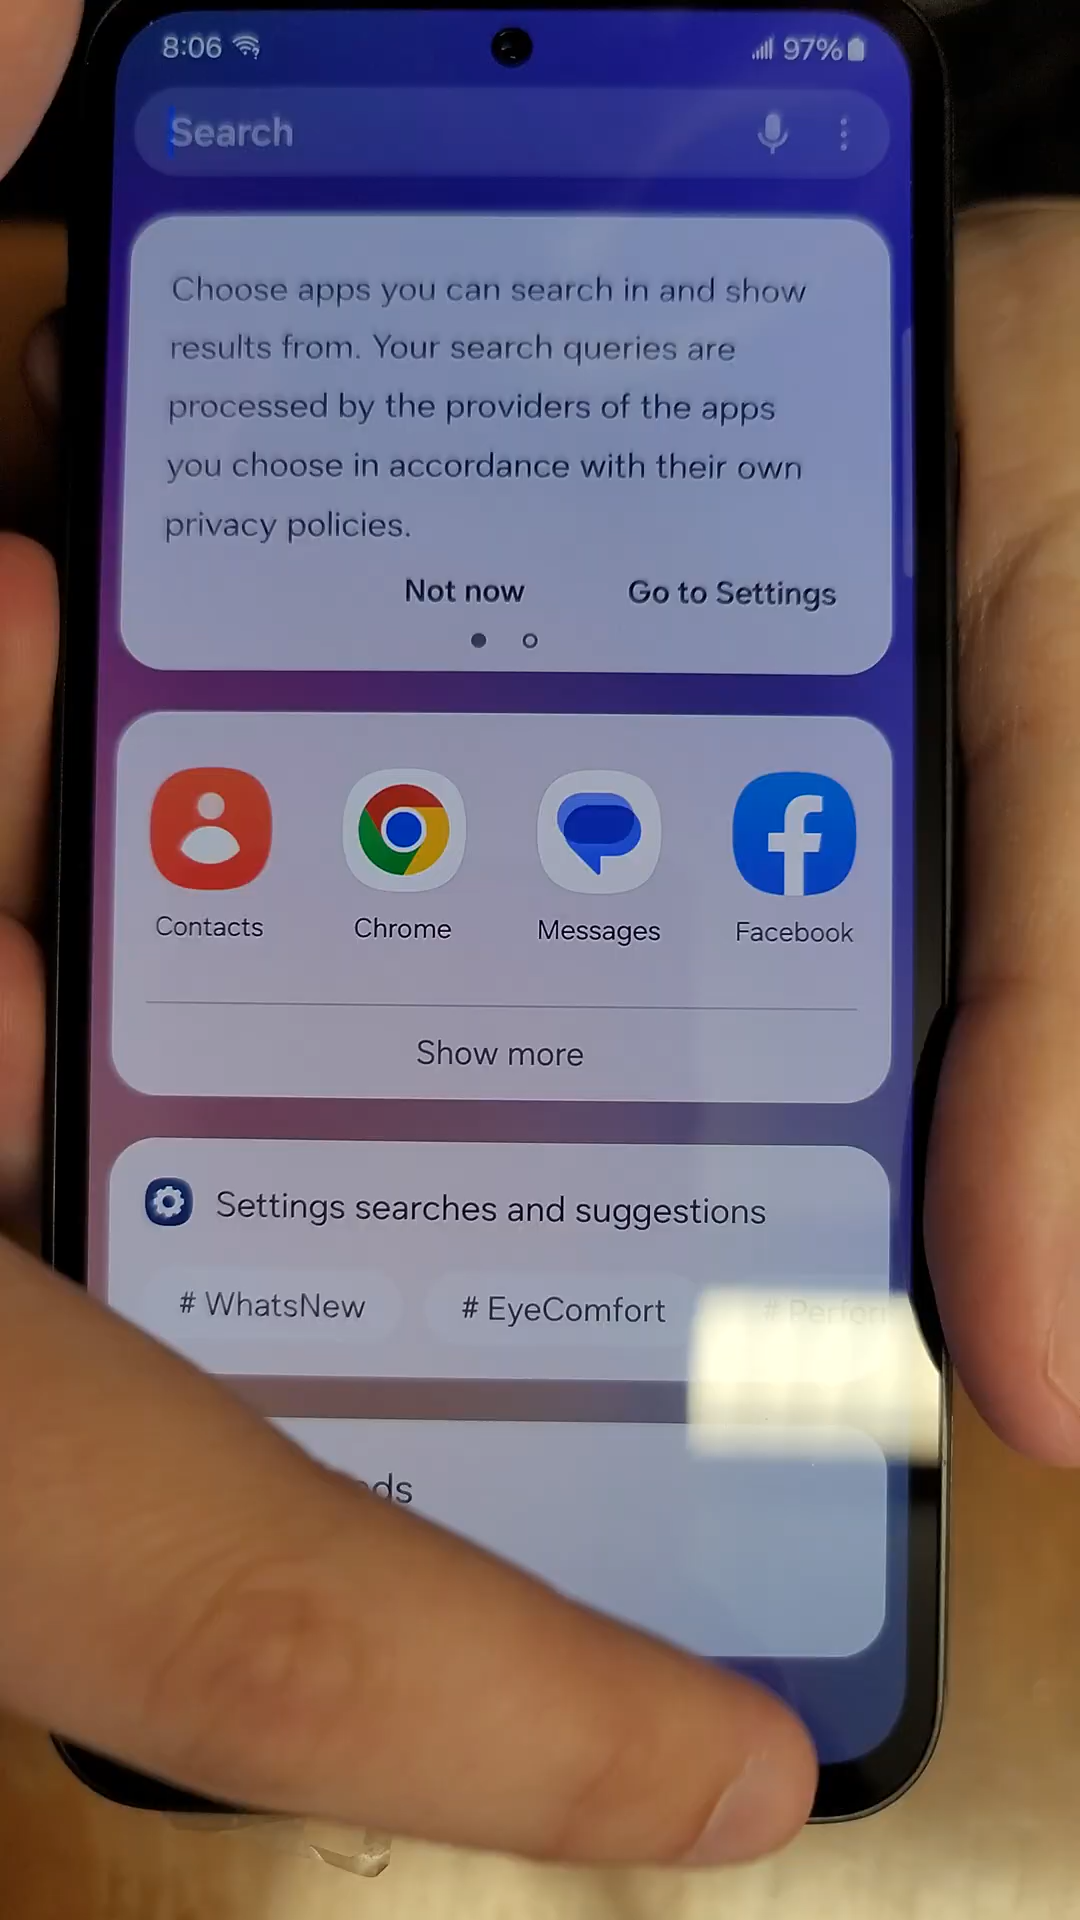 8:06
97%
Search
Choose apps you can search in and show
results from. Your search queries are
processed by the providers of the apps
you choose in accordance with their own
privacy policies.
Not now
Go to Settings
Contacts
Chrome
Messages
Facebook
Show more
Settings searches and suggestions
# WhatsNew
# EyeComfort
# Perfor
ds